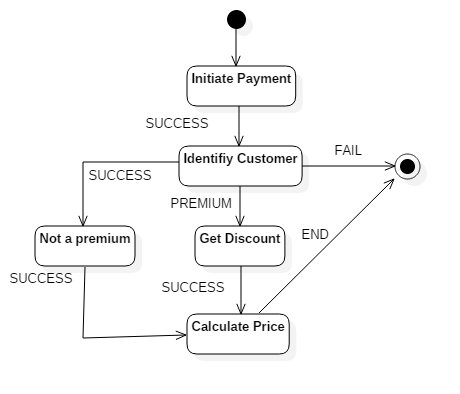 Initiate Payment
SUCCESS
FAIL
Identifiy Customer
SUCCESS
PREMIUM
Not a premium
Get Discount
END
SUCCESS
SUCCESS
Calculate Price